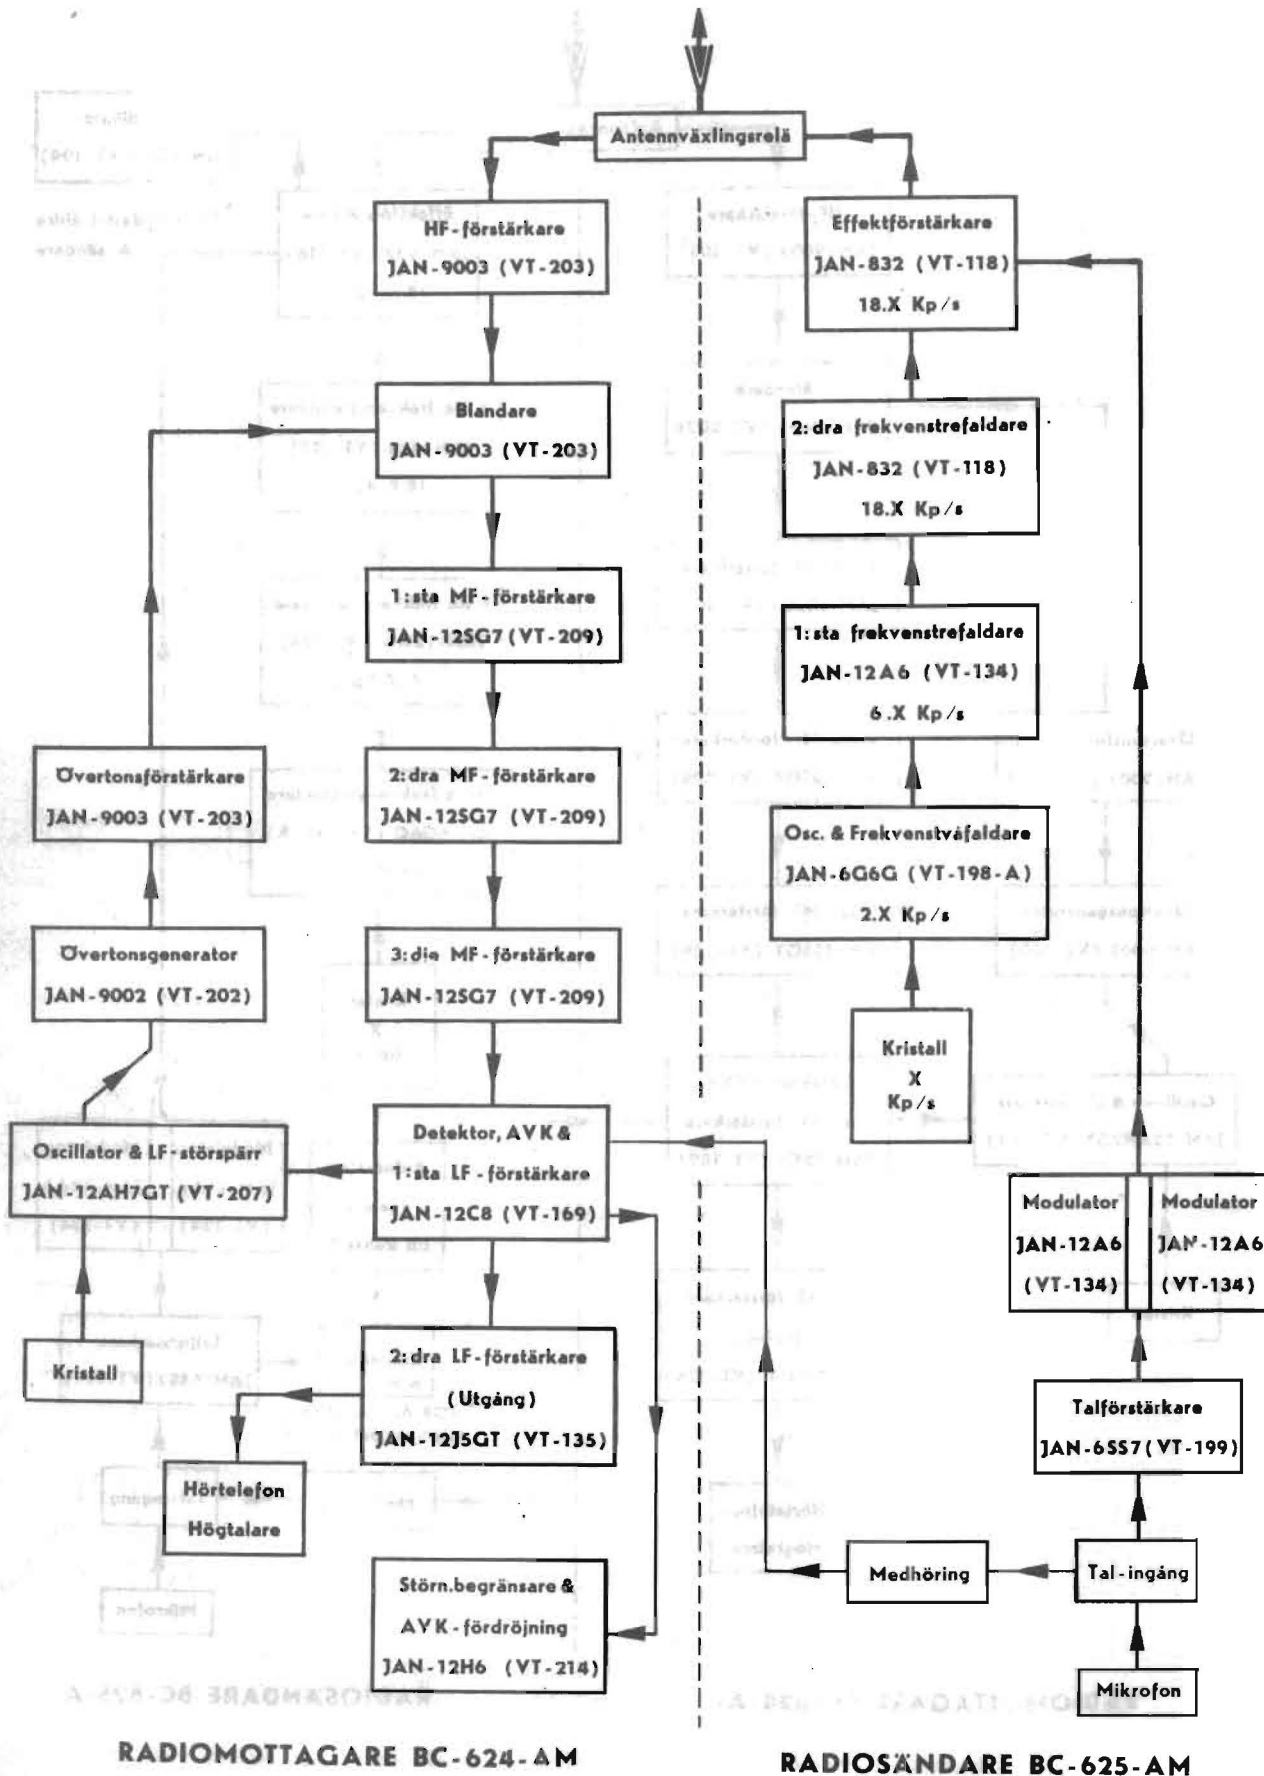 Antennväxlingsrelä
HF-förstärkare
JAN-9003 (VT-203)
Blandare
JAN-9003 (VT-203)
1:sta MF-förstärkare
JAN-12SG7 (VT-209)
2:dra MF-förstärkare
JAN-12SG7 (VT-209)
3:die MF-förstärkare
JAN-12SG7 (VT-209)
Detektor, AVK &
1:sta LF-förstärkare
JAN-12C8 (VT-169)
2:dra LF-förstärkare
(Utgång)
JAN-12J5GT (VT-135)
Störn.begränsare &
AVK-fördröjning
JAN-12H6 (VT-214)
Övertonsförstärkare
JAN-9003 (VT-203)
Övertonsgenerator
JAN-9002 (VT-202)
Oscillator & LF-störspärr
JAN-12AH7GT (VT-207)
Kristall
Hörtelefon
Högtalare
RADIOMOTTAGARE BC-624-AM
Effektförstärkare
JAN-832 (VT-118)
18.X Kp/s
2:dra frekvenstrefaldare
JAN-832 (VT-118)
18.X Kp/s
1:sta frekvenstrefaldare
JAN-12A6 (VT-134)
6.X Kp/s
Osc. & Frekvenstvåfaldare
JAN-6G6G (VT-198-A)
2.X Kp/s
Kristall
X
Kp/s
Modulator
JAN-12A6
(VT-134)
Modulator
JAN-12A6
(VT-134)
Talförstärkare
JAN-6SS7 (VT-199)
Medhöring
Tal-ingång
Mikrofon
RADIOSÄNDARE BC-625-AM